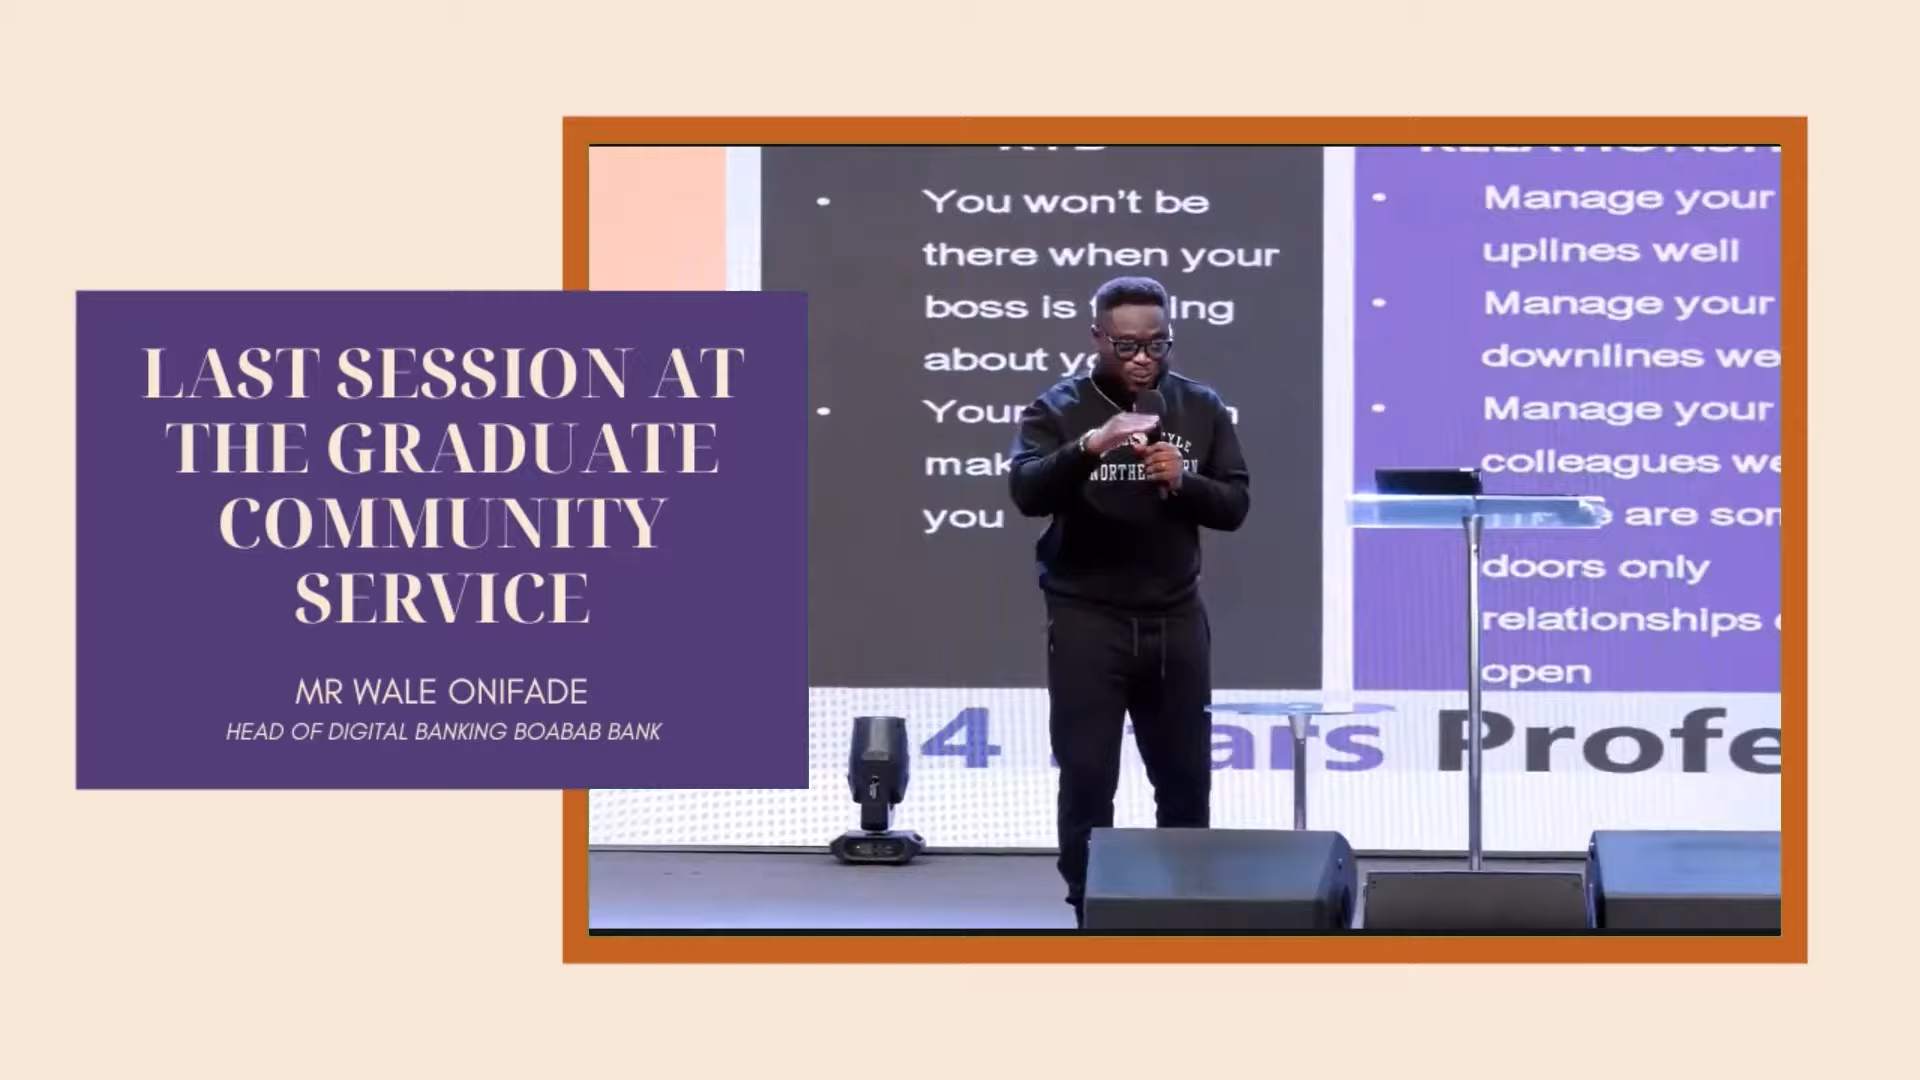 LAST SESSION AT
THE GRADUATE
COMMUNITY
SERVICE
MR WALE ONIFADE
HEAD OF DIGITAL BANKING BOABAB BANK
• You won't be
there when your
boss is
about
• Your
you
• Manage your
uplines well
• Manage your
downlines
• Manage your
colleagues
are
doors only
relationships
open
4